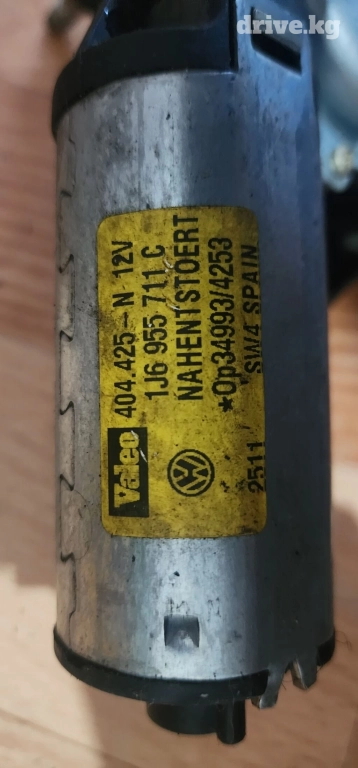 drive.kg
Valeo 404.425-N 12V
1J6 955 711 C
NAHENTSTOERT
*Op34993/4253
2511 SW4 SPAIN